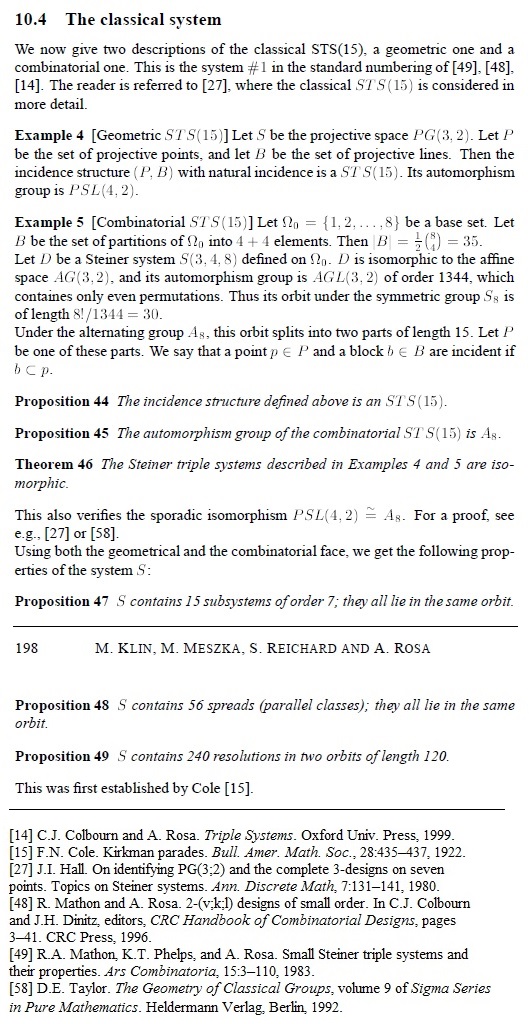 10.4 The classical system
We now give two descriptions of the classical STS(15), a geometric one and a
combinatorial one. This is the system #1 in the standard numbering of [49], [48],
[14]. The reader is referred to [27], where the classical STS(15) is considered in
more detail.
Example 4 [Geometric STS(15)] Let S be the projective space PG(3, 2). Let P
be the set of projective points, and let B be the set of projective lines. Then the
incidence structure (P, B) with natural incidence is a STS(15). Its automorphism
group is PSL(4, 2).
Example 5 [Combinatorial STS(15)] Let Ω₀ = {1, 2, . . . , 8} be a base set. Let
B be the set of partitions of Ω₀ into 4 + 4 elements. Then |B| = ½(8 4) = 35.
Let D be a Steiner system S(3, 4, 8) defined on Ω₀. D is isomorphic to the affine
space AG(3, 2), and its automorphism group is AGL(3, 2) of order 1344, which
containes only even permutations. Thus its orbit under the symmetric group S₈ is
of length 8!/1344 = 30.
Under the alternating group A₈, this orbit splits into two parts of length 15. Let P
be one of these parts. We say that a point p ∈ P and a block b ∈ B are incident if
b ⊂ p.
Proposition 44 The incidence structure defined above is an STS(15).
Proposition 45 The automorphism group of the combinatorial STS(15) is A₈.
Theorem 46 The Steiner triple systems described in Examples 4 and 5 are iso-
morphic.
This also verifies the sporadic isomorphism PSL(4, 2) ≅ A₈. For a proof, see
e.g., [27] or [58].
Using both the geometrical and the combinatorial face, we get the following prop-
erties of the system S:
Proposition 47 S contains 15 subsystems of order 7; they all lie in the same orbit.
198 M. KLIN, M. MESZKA, S. REICHARD AND A. ROSA
Proposition 48 S contains 56 spreads (parallel classes); they all lie in the same
orbit.
Proposition 49 S contains 240 resolutions in two orbits of length 120.
This was first established by Cole [15].
[14] C.J. Colbourn and A. Rosa. Triple Systems. Oxford Univ. Press, 1999.
[15] F.N. Cole. Kirkman parades. Bull. Amer. Math. Soc., 28:435–437, 1922.
[27] J.I. Hall. On identifying PG(3;2) and the complete 3-designs on seven
points. Topics on Steiner systems. Ann. Discrete Math, 7:131–141, 1980.
[48] R. Mathon and A. Rosa. 2-(v;k;l) designs of small order. In C.J. Colbourn
and J.H. Dinitz, editors, CRC Handbook of Combinatorial Designs, pages
3–41. CRC Press, 1996.
[49] R.A. Mathon, K.T. Phelps, and A. Rosa. Small Steiner triple systems and
their properties. Ars Combinatoria, 15:3–110, 1983.
[58] D.E. Taylor. The Geometry of Classical Groups, volume 9 of Sigma Series
in Pure Mathematics. Heldermann Verlag, Berlin, 1992.